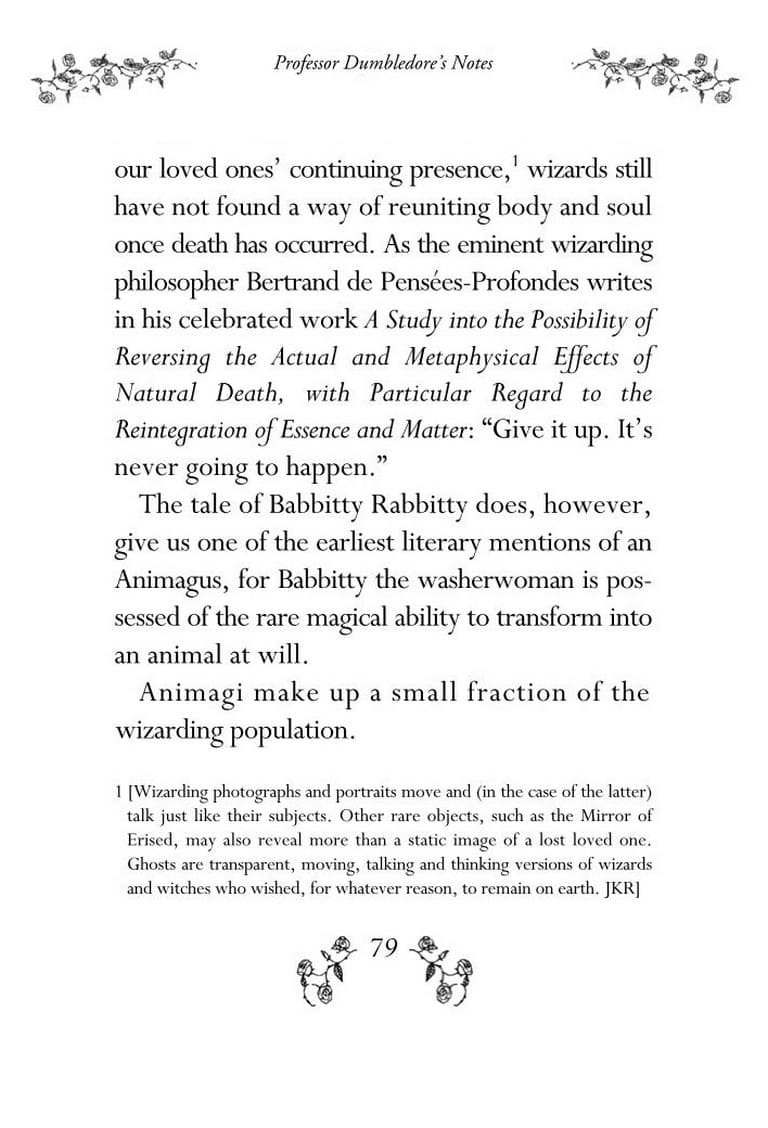 Professor Dumbledore's Notes
our loved ones' continuing presence,¹ wizards still
have not found a way of reuniting body and soul
once death has occurred. As the eminent wizarding
philosopher Bertrand de Pensées-Profondes writes
in his celebrated work A Study into the Possibility of
Reversing the Actual and Metaphysical Effects of
Natural Death, with Particular Regard to the
Reintegration of Essence and Matter: “Give it up. It's
never going to happen.”
The tale of Babbitty Rabbitty does, however,
give us one of the earliest literary mentions of an
Animagus, for Babbitty the washerwoman is pos-
sessed of the rare magical ability to transform into
an animal at will.
Animagi make up a small fraction of the
wizarding population.
1 [Wizarding photographs and portraits move and (in the case of the latter)
talk just like their subjects. Other rare objects, such as the Mirror of
Erised, may also reveal more than a static image of a lost loved one.
Ghosts are transparent, moving, talking and thinking versions of wizards
and witches who wished, for whatever reason, to remain on earth. JKR]
79